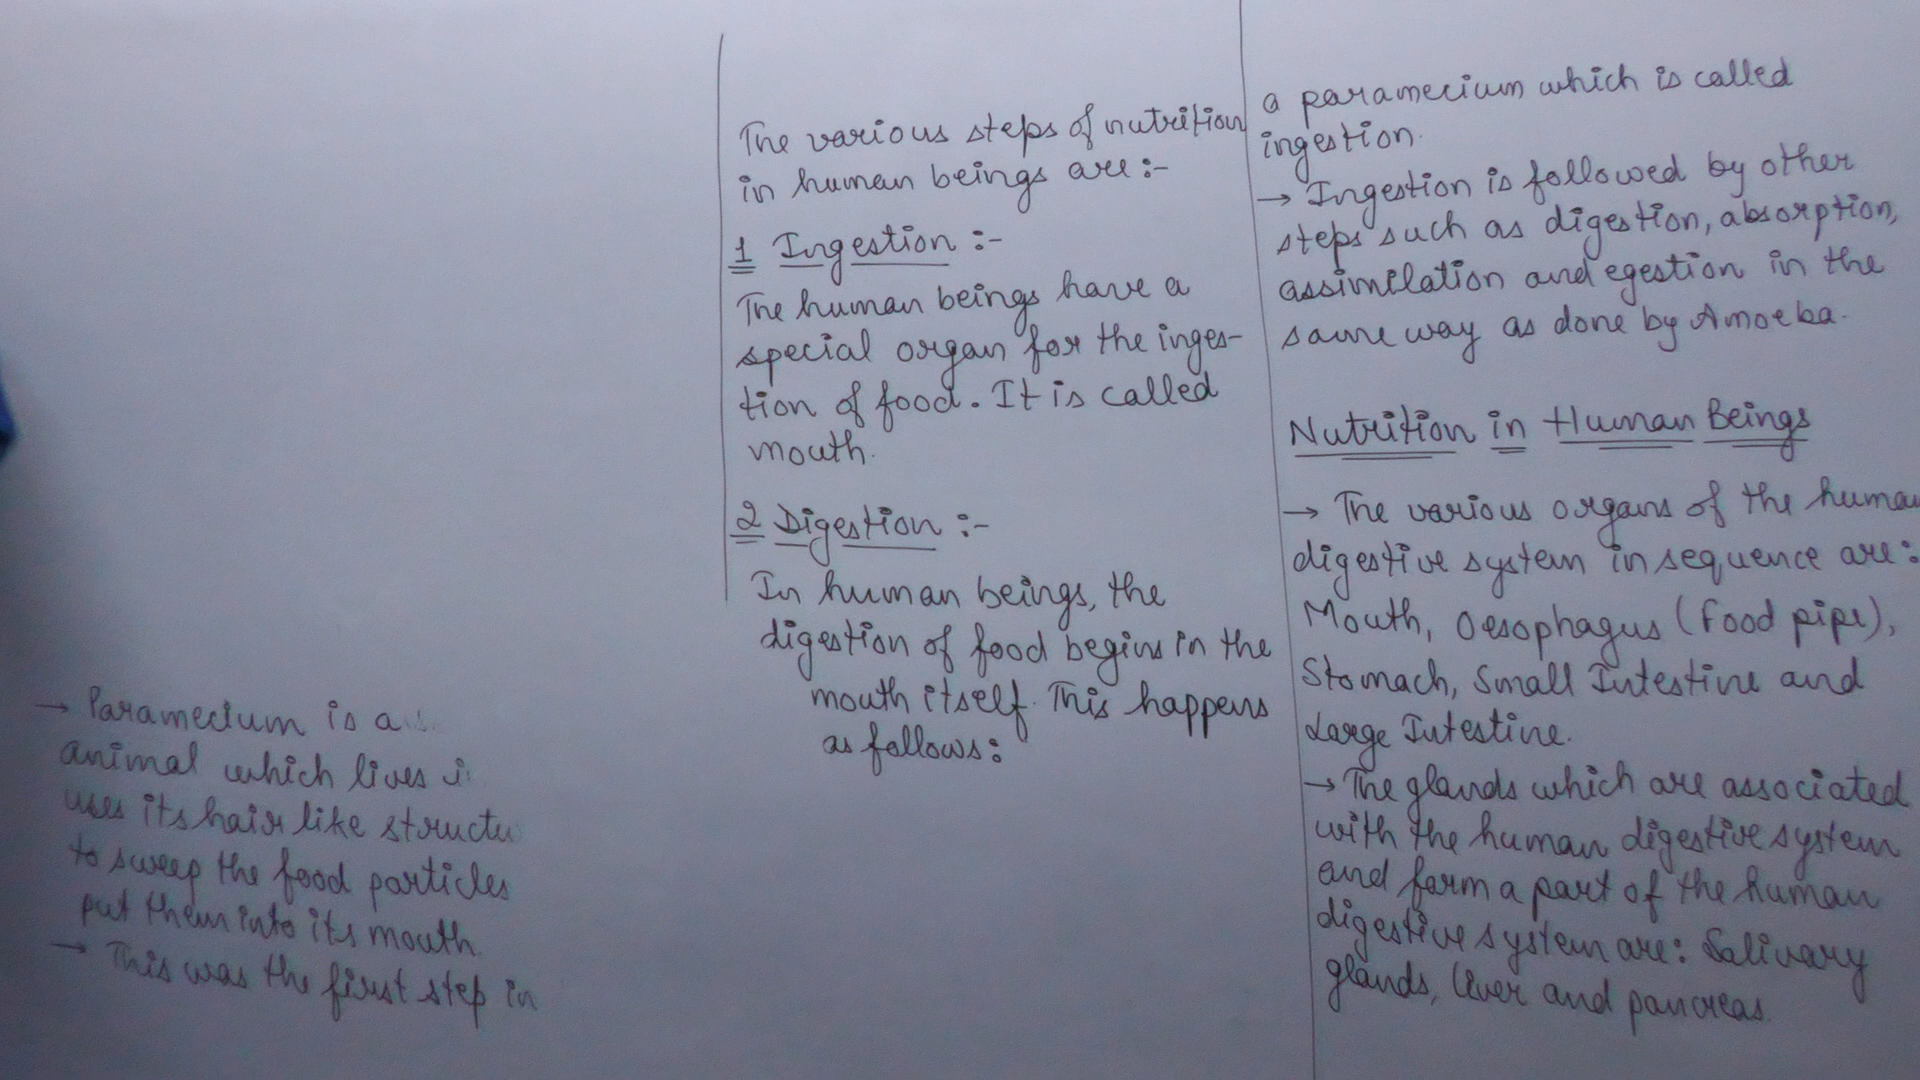 → Paramecium is a
animal which lives
uses its hair like
to sweep the food particles
put them into its mouth.
→ This was the first step in
a paramecium which is called
ingestion.
→ Ingestion is followed by other
steps such as digestion, absorption,
assimilation and egestion in the
same way as done by Amoeba.
Nutrition in Human Beings
→ The various organs of the human
digestive system in sequence are:
Mouth, Oesophagus (Food pipe),
Stomach, Small Intestine and
Large Intestine.
→ The glands which are associated
with the human digestive system
and form a part of the human
digestive system are: Salivary
glands, liver and pancreas.
The various steps of nutrition
in human beings are :-
1 Ingestion :-
The human beings have a
special organ for the inges-
tion of food. It is called
mouth.
2 Digestion :-
In human beings, the
digestion of food begins in the
mouth itself. This happens
as follows: